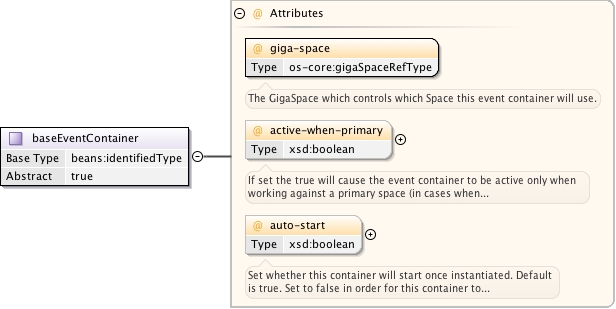 @ Attributes
@ giga-space
Type os-core:gigaSpaceRefType
The GigaSpace which controls which Space this event container will use.
baseEventContainer
Base Type beans:identifiedType
Abstract true
@ active-when-primary
Type xsd:boolean
If set the true will cause the event container to be active only when
working against a primary space (in cases when...
@ auto-start
Type xsd:boolean
Set whether this container will start once instantiated. Default
is true. Set to false in order for this container to...